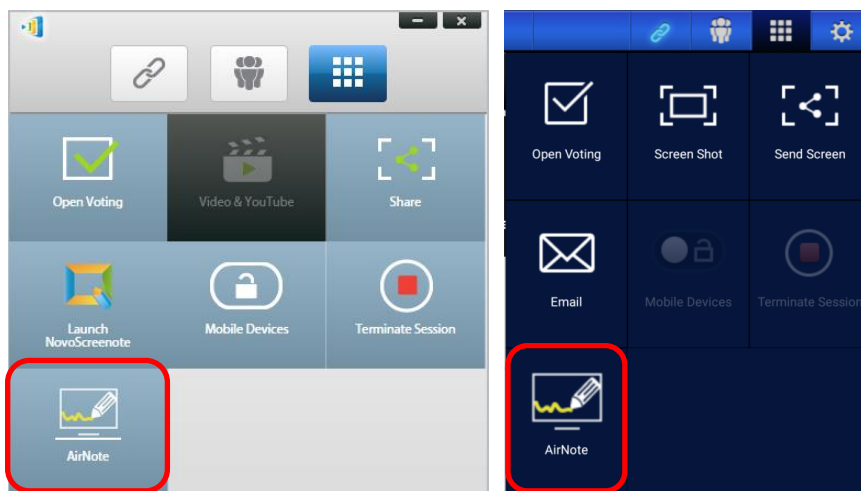 Open Voting
Video & YouTube
Share
Launch
NovoScreenote
Mobile Devices
Terminate Session
AirNote
Open Voting
Screen Shot
Send Screen
Email
Mobile Devices
Terminate Session
AirNote